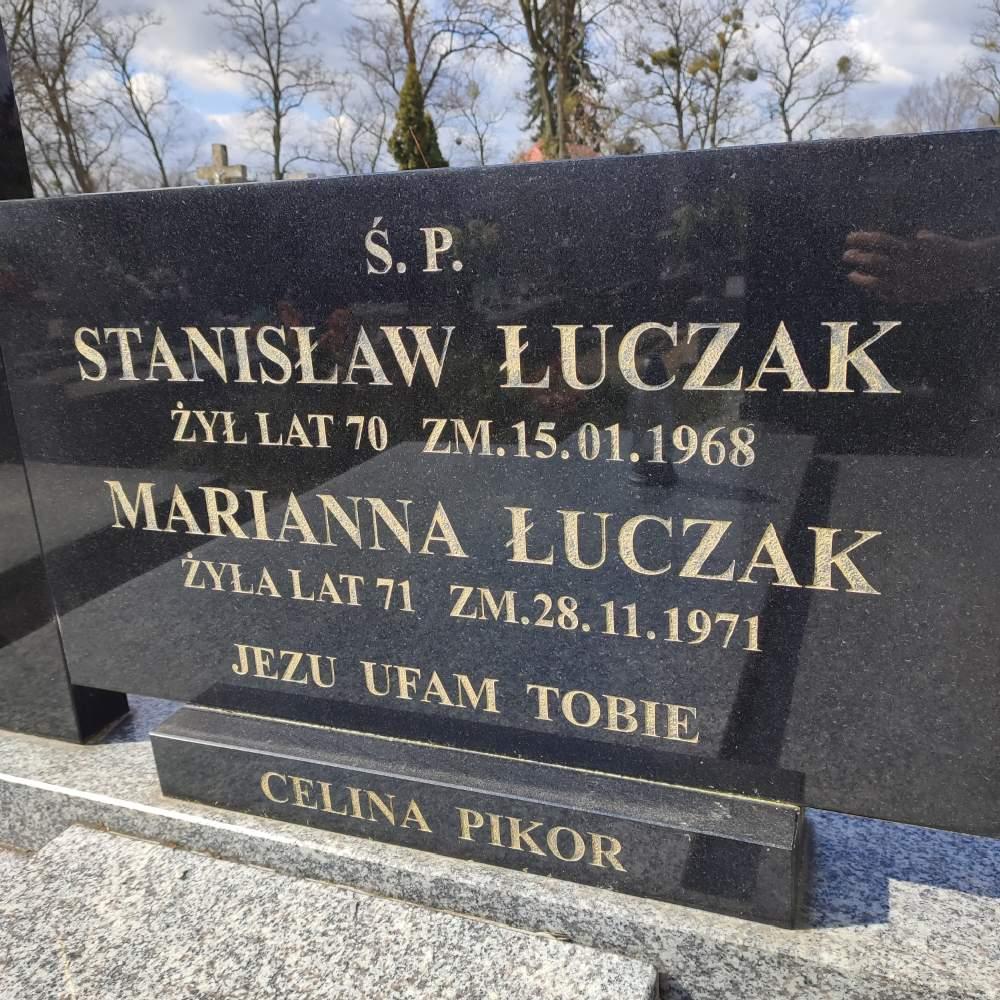 Ś. P.
STANISŁAW ŁUCZAK
ŻYŁ LAT 70 ZM.15.01.1968
MARIANNA ŁUCZAK
ŻYŁA LAT 71 ZM.28.11.1971
JEZU UFAM TOBIE
CELINA PIKOR